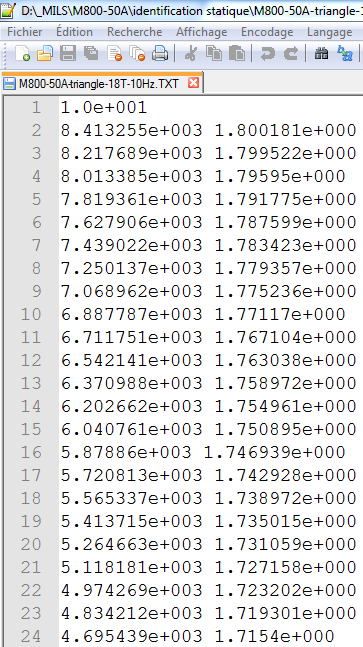 D:\_MILS\M800-50A\identification statique\M800-50A-triangle-1
Fichier Édition Recherche Affichage Encodage Langage
M800-50A-triangle-18T-10Hz.TXT
1 1.0e+001
2 8.413255e+003 1.800181e+000
3 8.217689e+003 1.799522e+000
4 8.013385e+003 1.79595e+000
5 7.819361e+003 1.791775e+000
6 7.627906e+003 1.787599e+000
7 7.439022e+003 1.783423e+000
8 7.250137e+003 1.779357e+000
9 7.068962e+003 1.775236e+000
10 6.887787e+003 1.77117e+000
11 6.711751e+003 1.767104e+000
12 6.542141e+003 1.763038e+000
13 6.370988e+003 1.758972e+000
14 6.202662e+003 1.754961e+000
15 6.040761e+003 1.750895e+000
16 5.87886e+003 1.746939e+000
17 5.720813e+003 1.742928e+000
18 5.565337e+003 1.738972e+000
19 5.413715e+003 1.735015e+000
20 5.264663e+003 1.731059e+000
21 5.118181e+003 1.727158e+000
22 4.974269e+003 1.723202e+000
23 4.834212e+003 1.719301e+000
24 4.695439e+003 1.7154e+000